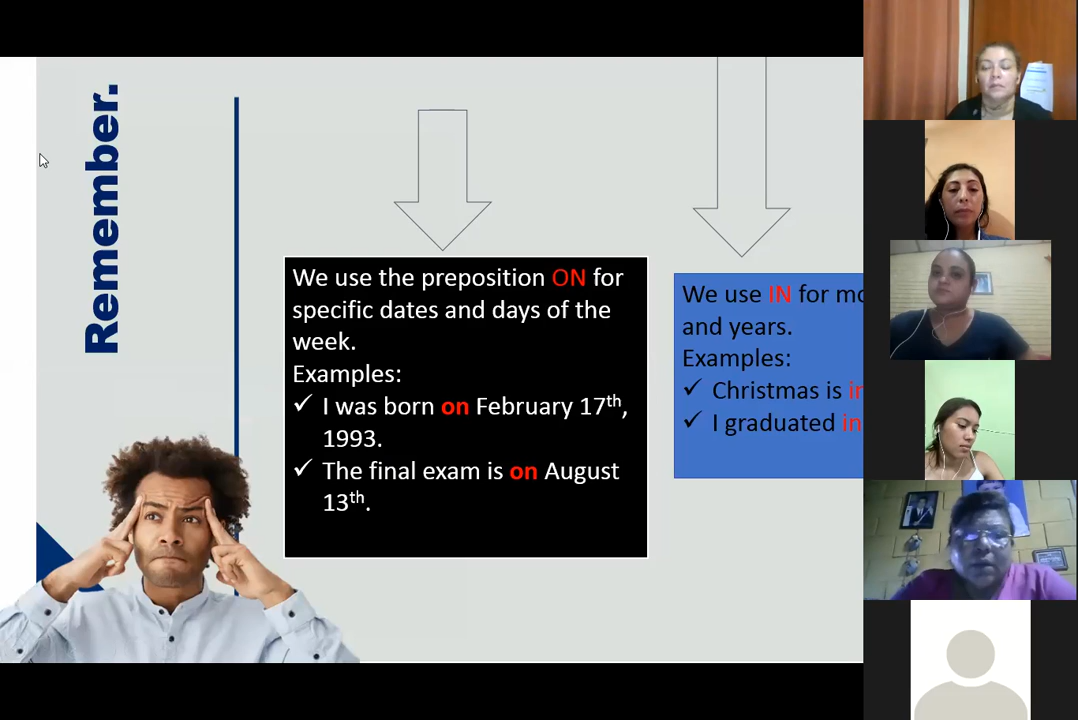 Remember.
We use the preposition ON for
specific dates and days of the
week.
Examples:
✓ I was born on February 17th,
1993.
✓ The final exam is on August
13th.
We use IN for
and years.
Examples:
✓ Christmas is
✓ I graduated in